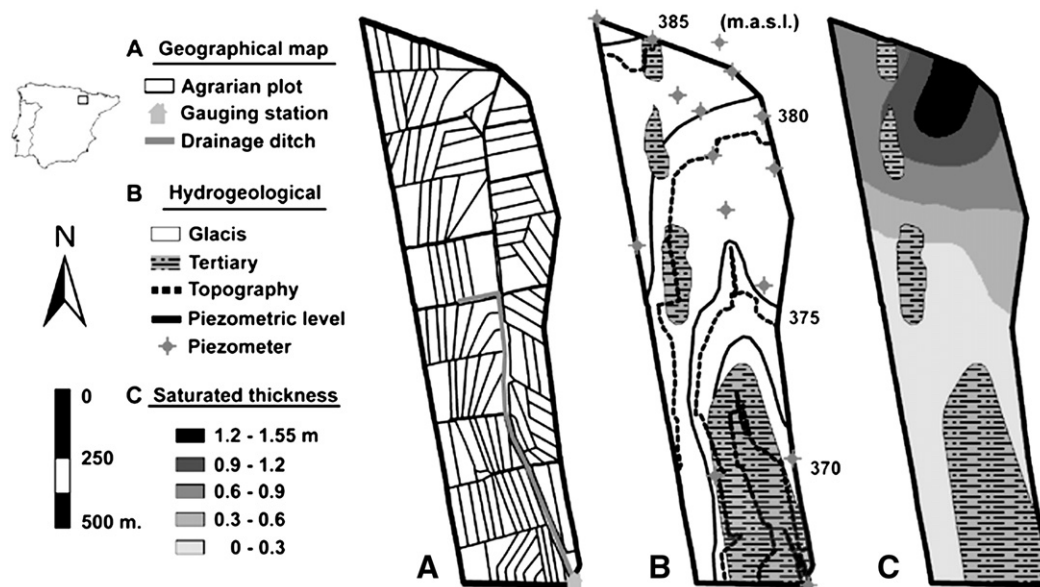 A Geographical map
Agrarian plot
Gauging station
Drainage ditch
B Hydrogeological
Glacis
Tertiary
Topography
Piezometric level
Piezometer
C Saturated thickness
1.2 - 1.55 m
0.9 - 1.2
0.6 - 0.9
0.3 - 0.6
0 - 0.3
N
0
250
500 m.
A
385 (m.a.s.l.)
380
375
370
B
C